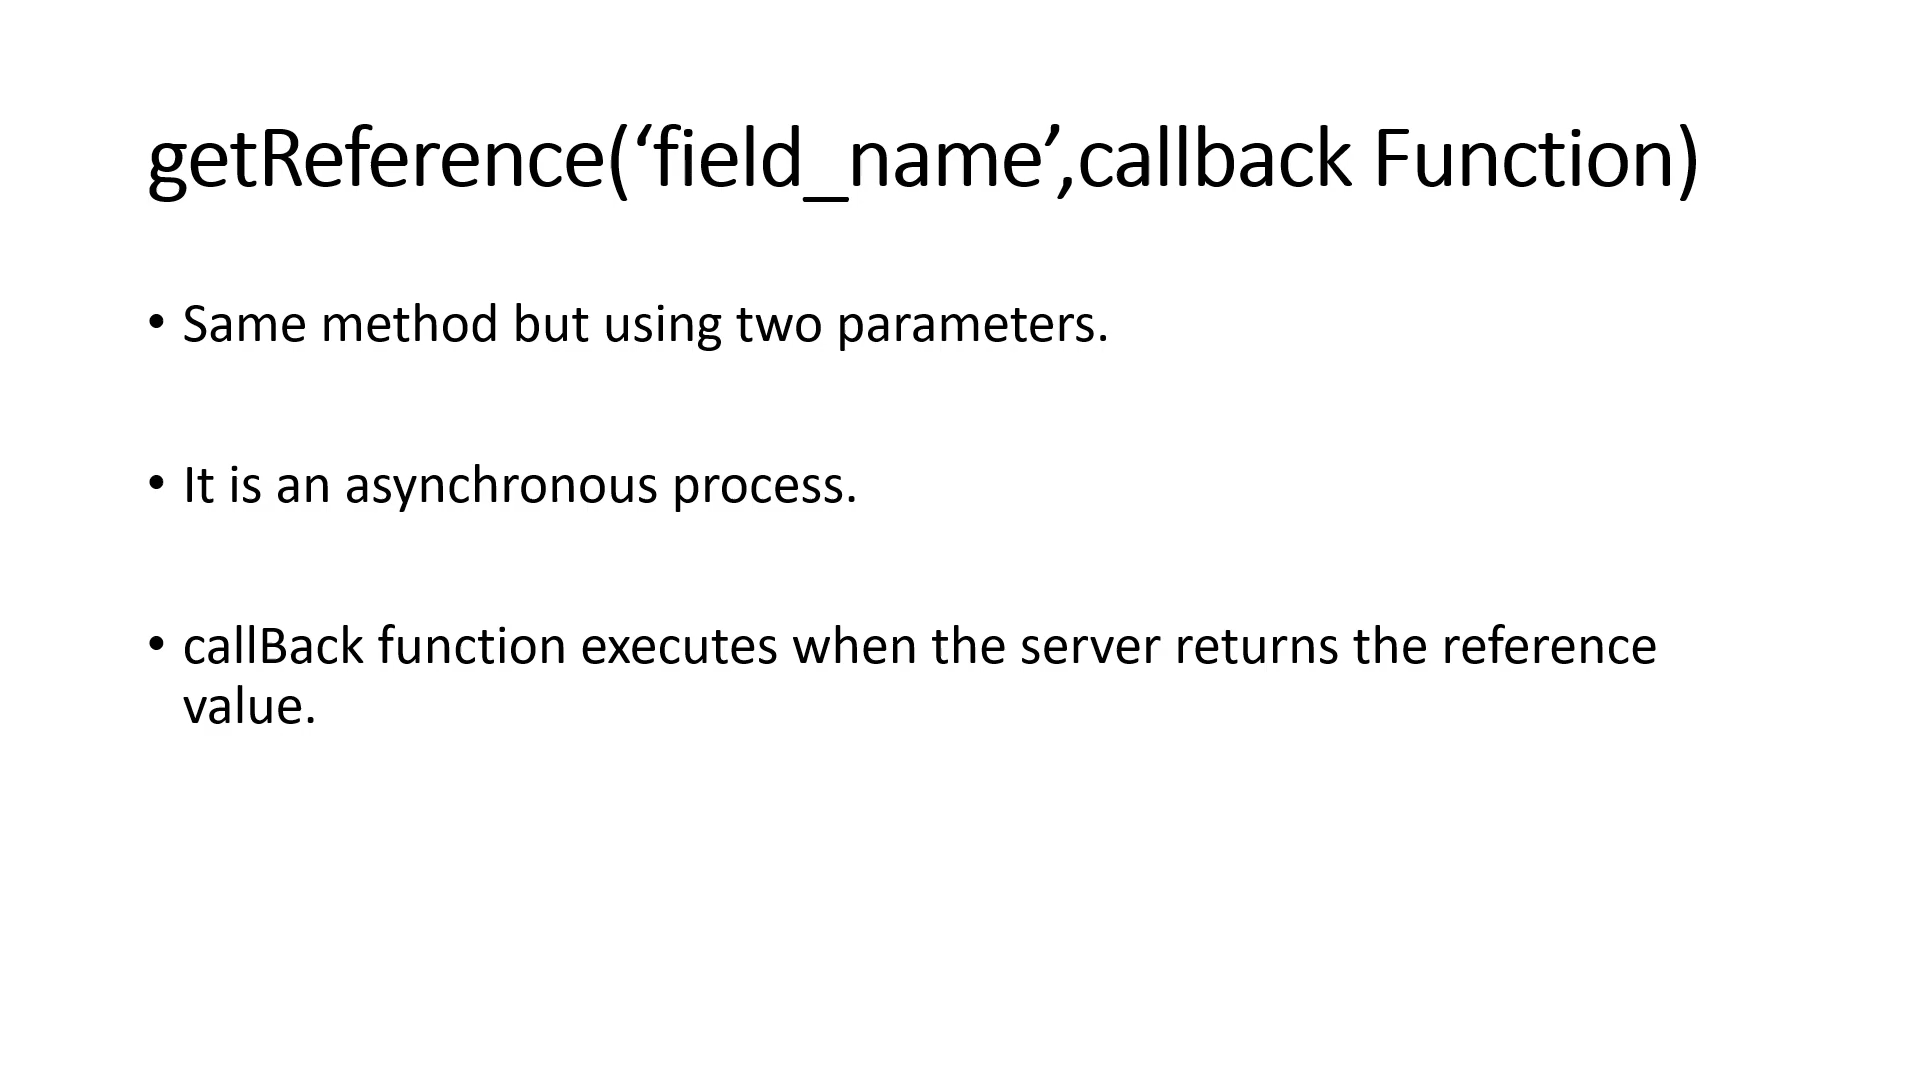 getReference(‘field_name’,callback Function)
• Same method but using two parameters.
• It is an asynchronous process.
• callBack function executes when the server returns the reference
value.